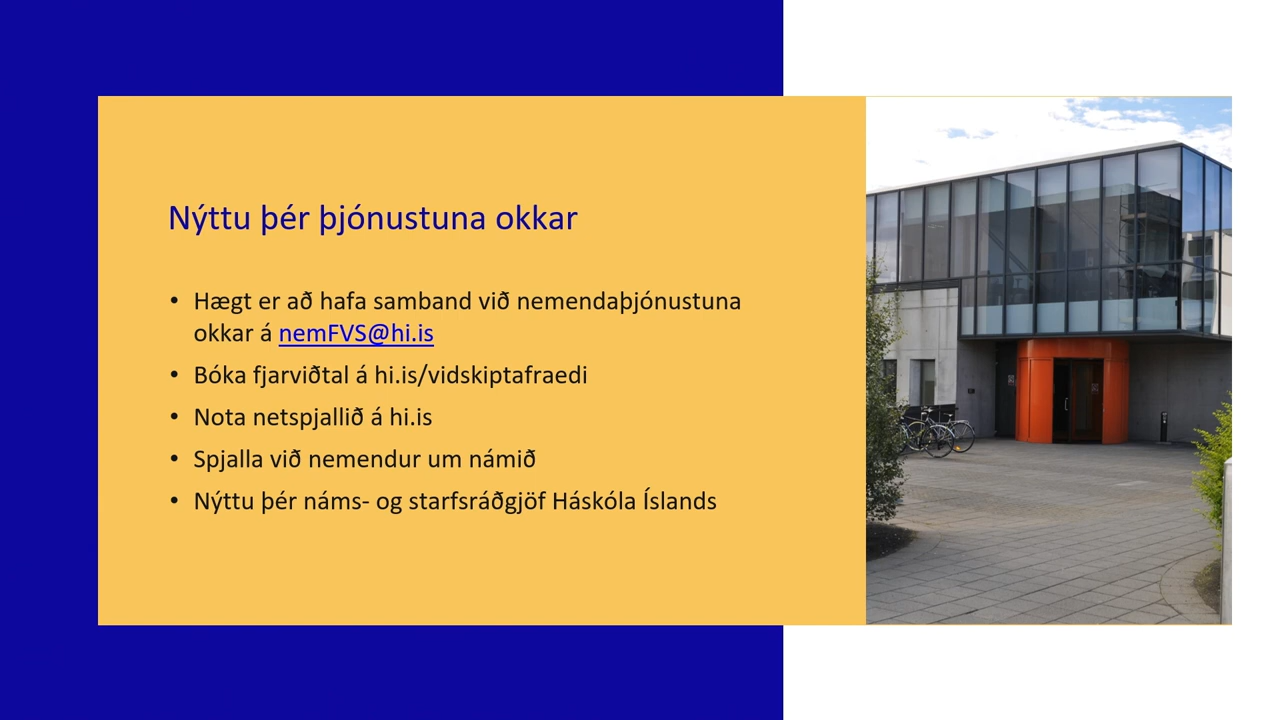 Nýttu þér þjónustuna okkar
• Hægt er að hafa samband við nemendaþjónustuna
okkar á nemFVS@hi.is
• Bóka fjarviðtal á hi.is/vidskiptafraedi
• Nota netspjallið á hi.is
• Spjalla við nemendur um námið
• Nýttu þér náms- og starfsráðgjöf Háskóla Íslands